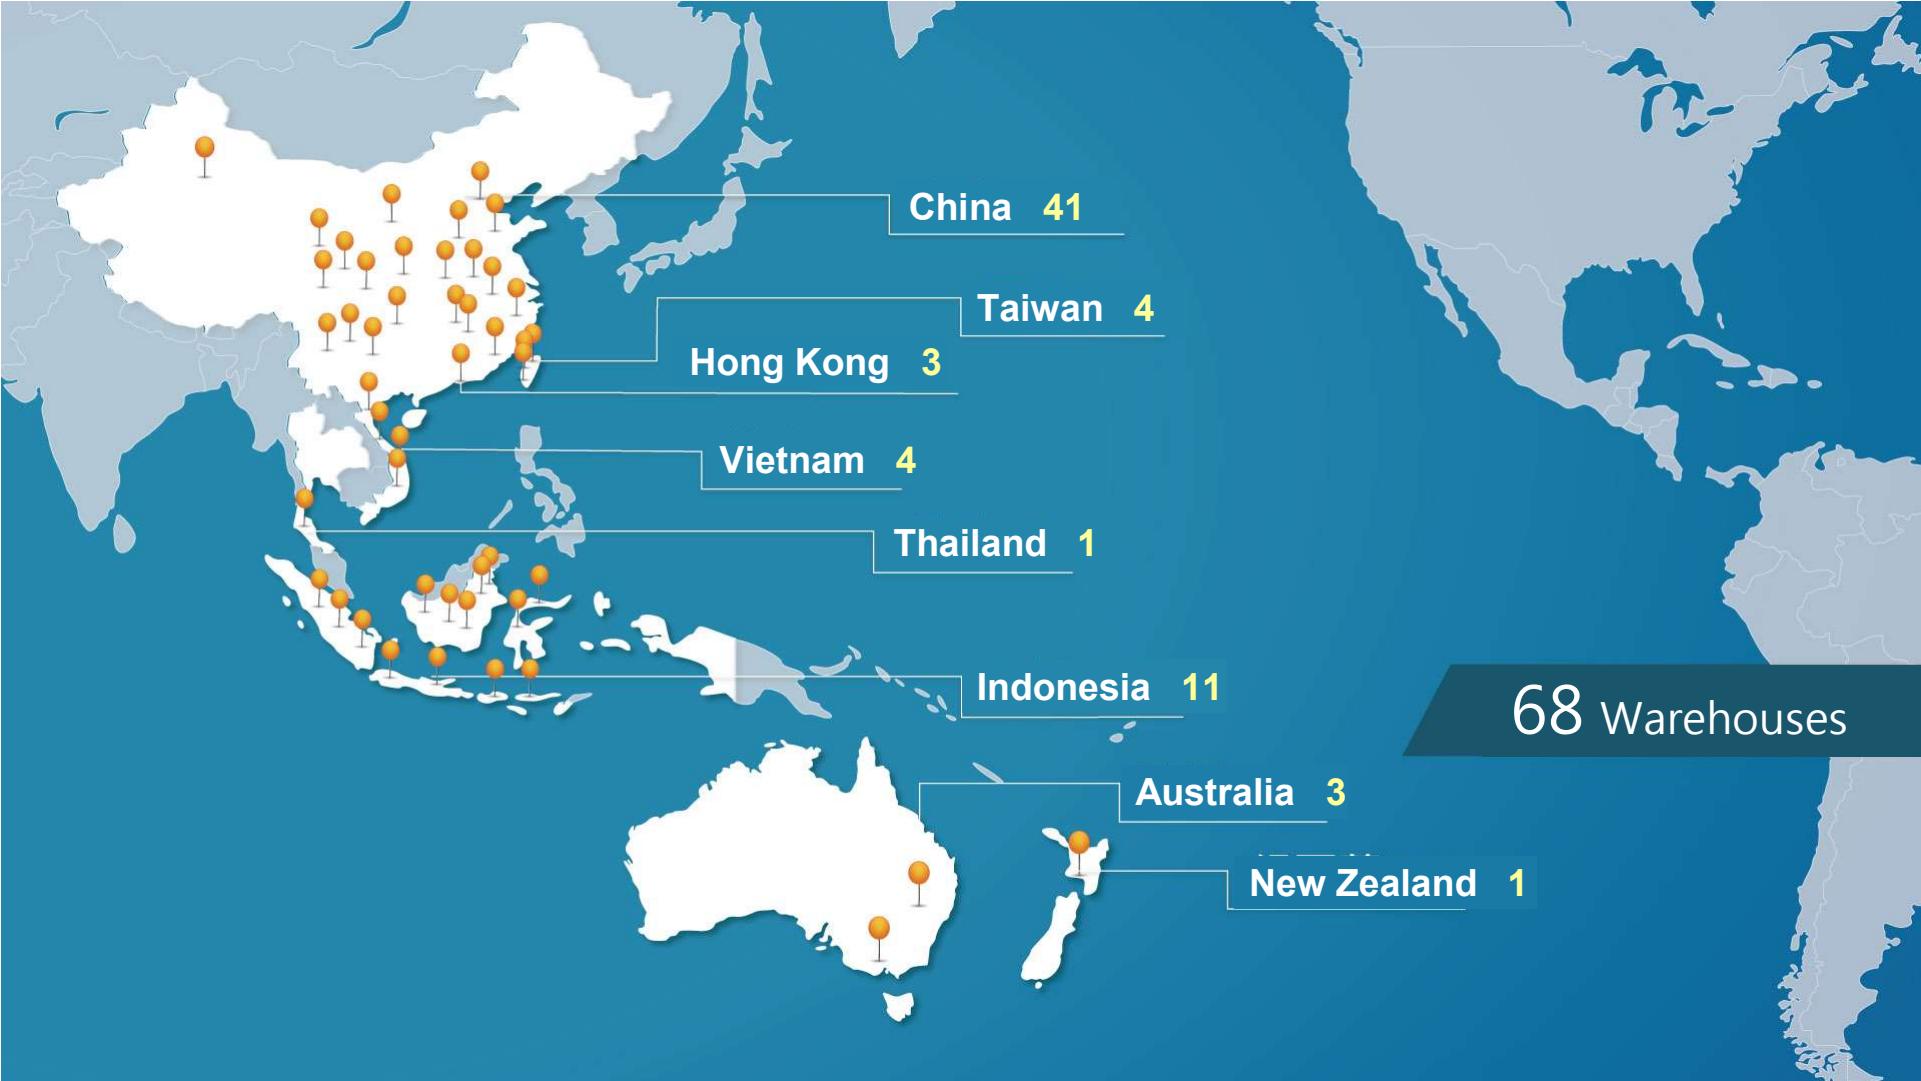 China 41
Taiwan 4
Hong Kong 3
Vietnam 4
Thailand 1
Indonesia 11
68 Warehouses
Australia 3
New Zealand 1